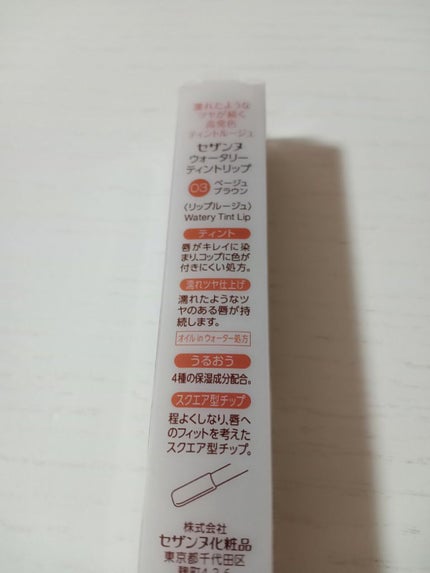 濡れたような
ツヤが続く
高発色
ティントルージュ
セザンヌ
ウォータリー
ティントリップ
03 ベージュ
ブラウン
〈リップルージュ〉
Watery Tint Lip
ティント
唇がキレイに染
まり、コップに色が
付きにくい処方。
濡れツヤ仕上げ
濡れたようなツ
ヤのある唇が持
続します。
オイル in ウォーター処方
うるおう
4種の保湿成分配合。
スクエア型チップ
程よくしなり、唇へ
のフィットを考えた
スクエア型チップ。
株式会社
セザンヌ化粧品
東京都千代田区